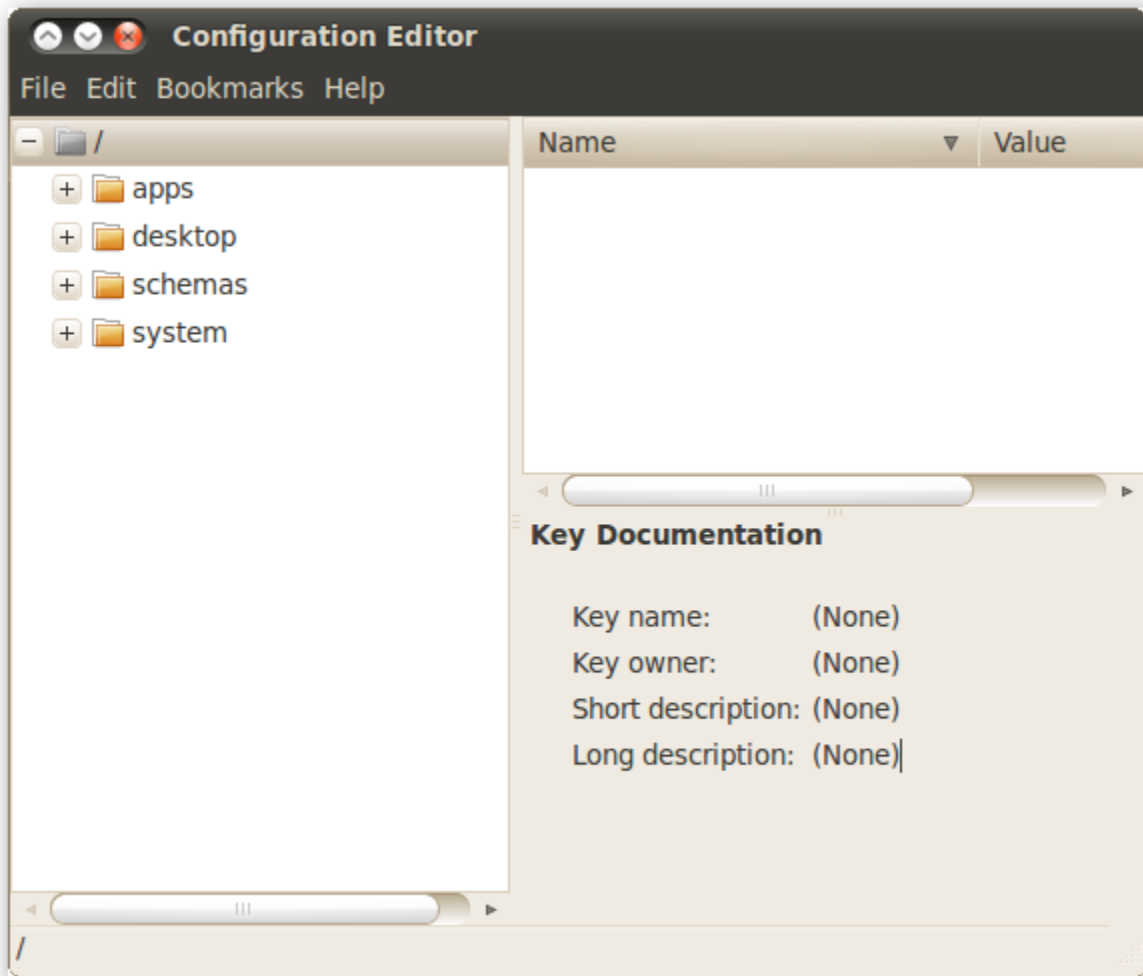 Configuration Editor
File Edit Bookmarks Help
/
apps
desktop
schemas
system
Name Value
Key Documentation
Key name: (None)
Key owner: (None)
Short description: (None)
Long description: (None)
/